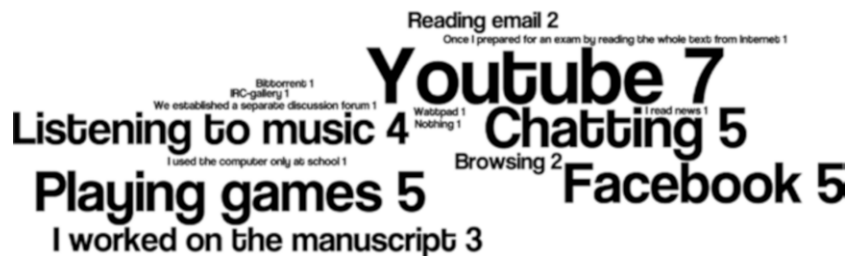 Reading email 2
Once I prepared for an exam by reading the whole text from Internet 1
Youtube 7
Bittorrent 1
IRC-gallery 1
We established a separate discussion forum 1
Listening to music 4
Wattpad 1
Nothing 1
I read news 1
Chatting 5
I used the computer only at school 1
Browsing 2
Playing games 5
Facebook 5
I worked on the manuscript 3